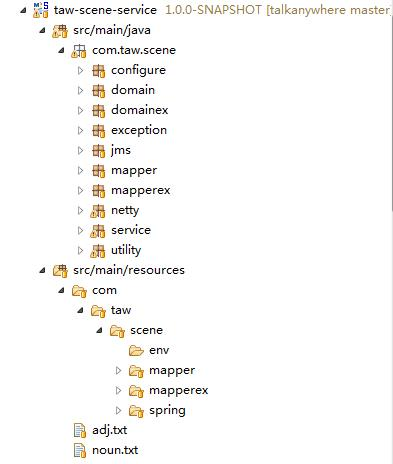 taw-scene-service 1.0.0-SNAPSHOT [talkanywhere master]
src/main/java
com.taw.scene
configure
domain
domainex
exception
jms
mapper
mapperex
netty
service
utility
src/main/resources
com
taw
scene
env
mapper
mapperex
spring
adj.txt
noun.txt